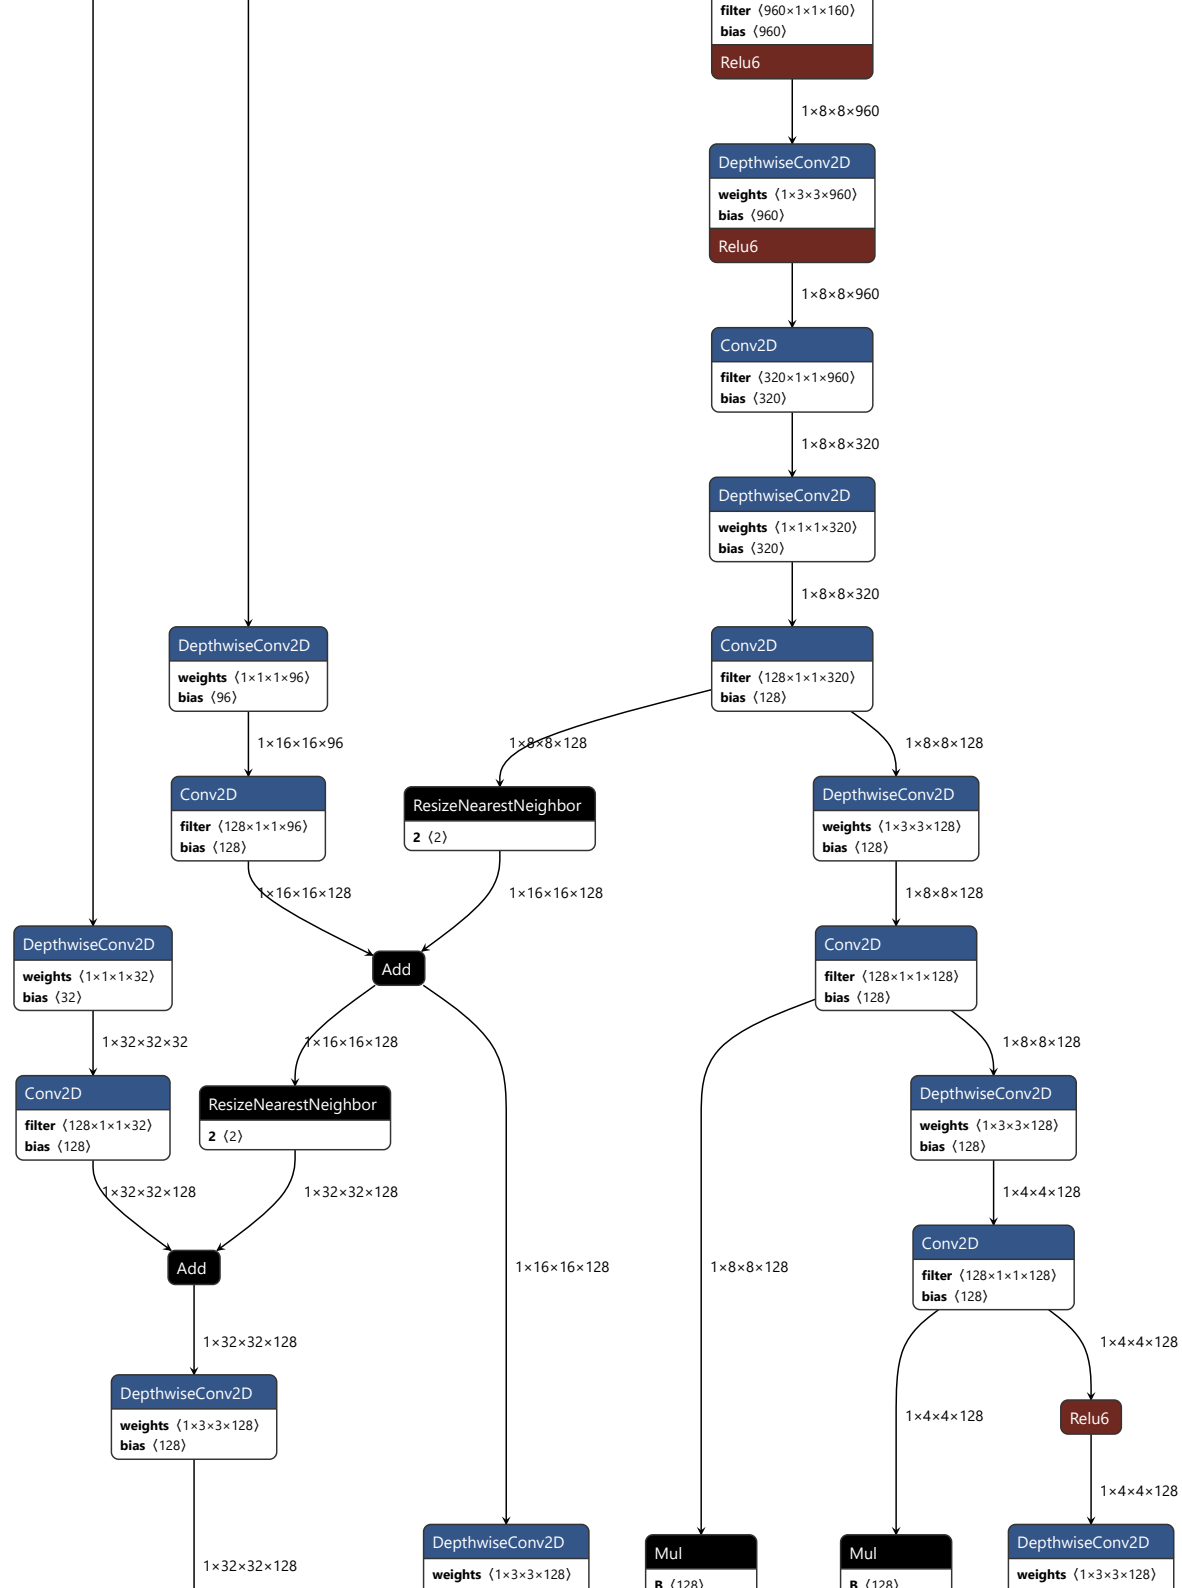 filter ⟨960×1×1×160⟩
bias ⟨960⟩
Relu6
1×8×8×960
DepthwiseConv2D
weights ⟨1×3×3×960⟩
bias ⟨960⟩
Relu6
1×8×8×960
Conv2D
filter ⟨320×1×1×960⟩
bias ⟨320⟩
1×8×8×320
DepthwiseConv2D
weights ⟨1×1×1×320⟩
bias ⟨320⟩
1×8×8×320
DepthwiseConv2D
weights ⟨1×1×1×96⟩
bias ⟨96⟩
Conv2D
filter ⟨128×1×1×320⟩
bias ⟨128⟩
1×16×16×96
1×8×8×128
1×8×8×128
Conv2D
filter ⟨128×1×1×96⟩
bias ⟨128⟩
ResizeNearestNeighbor
2 ⟨2⟩
DepthwiseConv2D
weights ⟨1×3×3×128⟩
bias ⟨128⟩
1×16×16×128
1×16×16×128
1×8×8×128
DepthwiseConv2D
weights ⟨1×1×1×32⟩
bias ⟨32⟩
Add
Conv2D
filter ⟨128×1×1×128⟩
bias ⟨128⟩
1×32×32×32
1×16×16×128
1×8×8×128
Conv2D
filter ⟨128×1×1×32⟩
bias ⟨128⟩
ResizeNearestNeighbor
2 ⟨2⟩
DepthwiseConv2D
weights ⟨1×3×3×128⟩
bias ⟨128⟩
1×32×32×128
1×32×32×128
1×4×4×128
Add
1×16×16×128
1×8×8×128
Conv2D
filter ⟨128×1×1×128⟩
bias ⟨128⟩
1×32×32×128
1×4×4×128
DepthwiseConv2D
weights ⟨1×3×3×128⟩
bias ⟨128⟩
1×4×4×128
Relu6
1×4×4×128
1×32×32×128
DepthwiseConv2D
weights ⟨1×3×3×128⟩
Mul
B ⟨128⟩
Mul
B ⟨128⟩
DepthwiseConv2D
weights ⟨1×3×3×128⟩